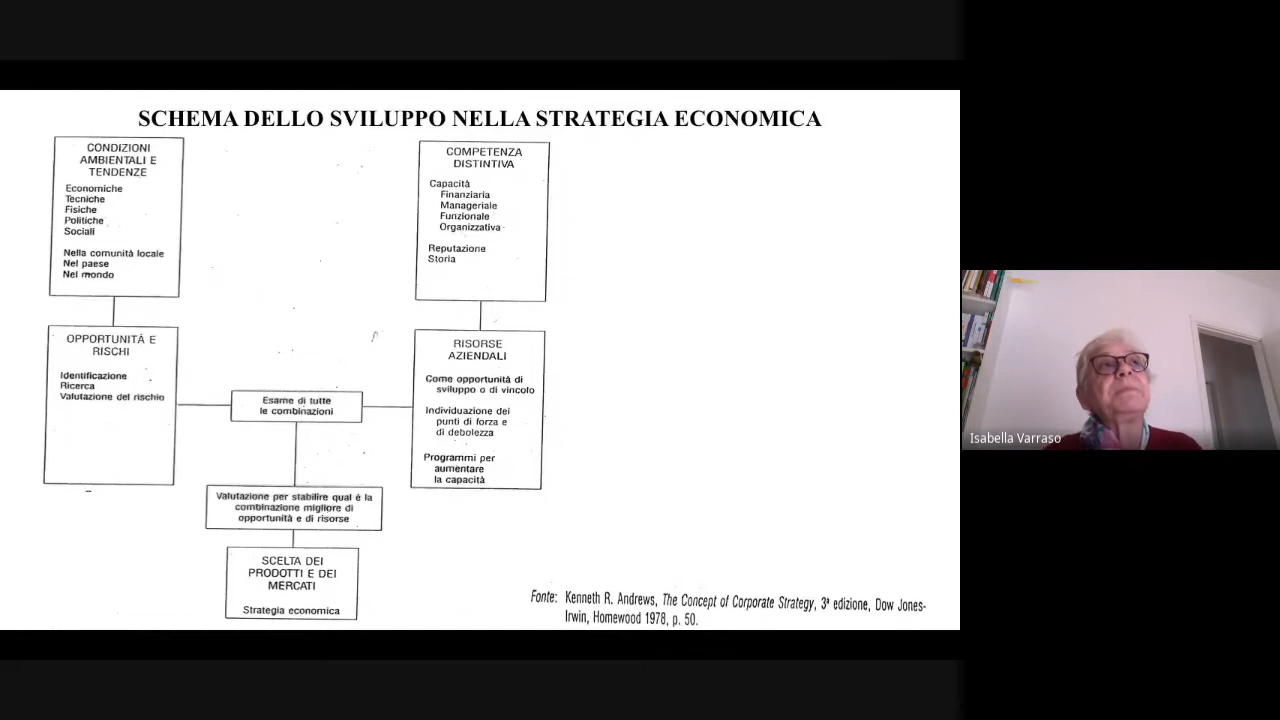 SCHEMA DELLO SVILUPPO NELLA STRATEGIA ECONOMICA
CONDIZIONI
AMBIENTALI E
TENDENZE
Economiche
Tecniche
Fisiche
Politiche
Sociali
Nella comunità locale
Nel paese
Nel mondo
COMPETENZA
DISTINTIVA
Capacità
Finanziaria
Manageriale
Funzionale
Organizzativa
Reputazione
Storia
OPPORTUNITÀ E
RISCHI
Identificazione
Ricerca
Valutazione del rischio
Esame di tutte
le combinazioni
RISORSE
AZIENDALI
Come opportunità di
sviluppo o di vincolo
Individuazione dei
punti di forza e
di debolezza
Programmi per
aumentare
la capacità
Valutazione per stabilire qual è la
combinazione migliore di
opportunità e di risorse
SCELTA DEI
PRODOTTI E DEI
MERCATI
Strategia economica
Fonte: Kenneth R. Andrews, The Concept of Corporate Strategy, 3ª edizione, Dow Jones-
Irwin, Homewood 1978, p. 50.
Isabella Varraso